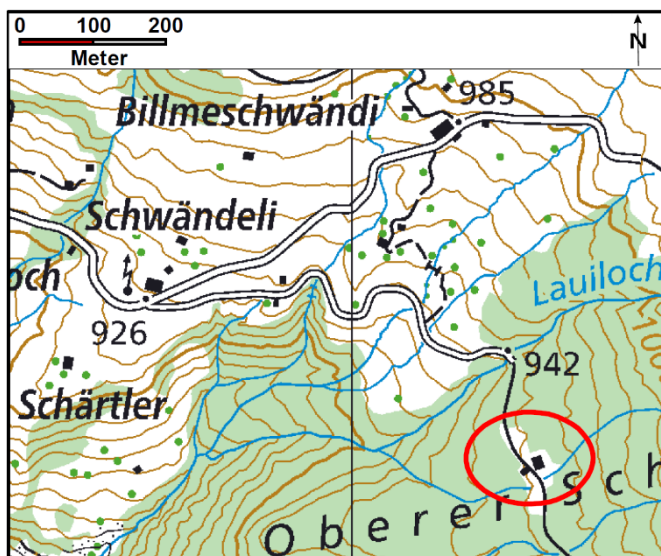 0 100 200
Meter
N
Billmeschwändi
985
Schwändeli
och
Lauiloch
926
942
Schärtler
Oberer Sch